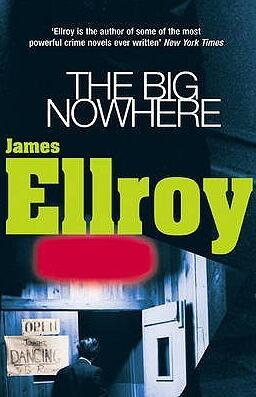 'Ellroy is the author of some of the most
powerful crime novels ever written' New York Times
THE BIG
NOWHERE
James
Ellroy
OPEN
DANCING